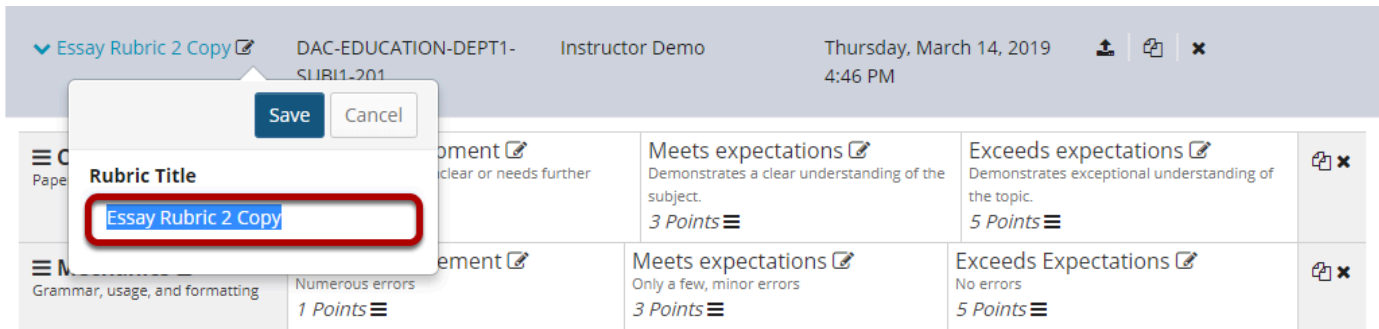 Essay Rubric 2 Copy
DAC-EDUCATION-DEPT1-
SUBJ1-201
Instructor Demo
Thursday, March 14, 2019
4:46 PM
Save
Cancel
Rubric Title
Essay Rubric 2 Copy
Meets expectations
Demonstrates a clear understanding of the
subject.
3 Points
Exceeds expectations
Demonstrates exceptional understanding of
the topic.
5 Points
clear or needs further
Grammar, usage, and formatting
Numerous errors
1 Points
Meets expectations
Only a few, minor errors
3 Points
Exceeds Expectations
No errors
5 Points